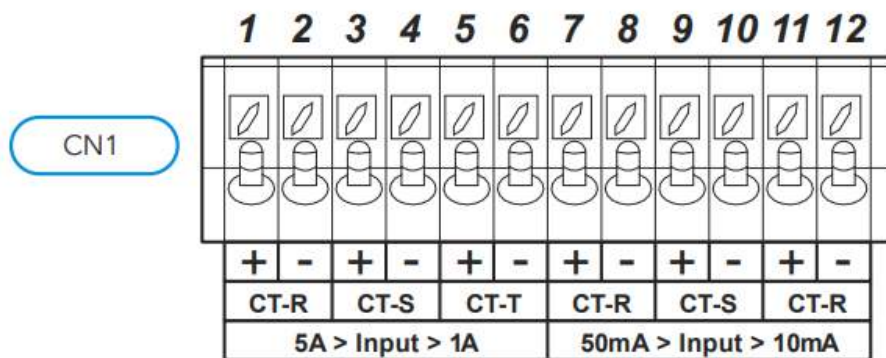 1 2 3 4 5 6 7 8 9 10 11 12
CN1
+ - + - + - + - + - + -
CT-R CT-S CT-T CT-R CT-S CT-R
5A > Input > 1A 50mA > Input > 10mA